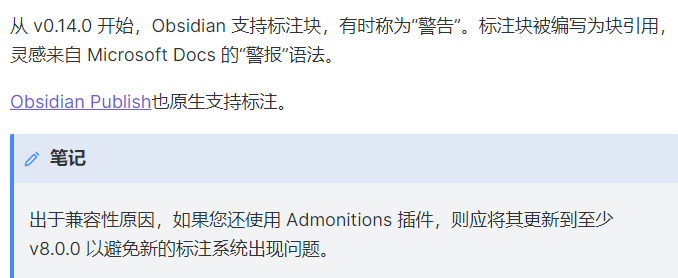 从 v0.14.0 开始，Obsidian 支持标注块，有时称为“警告”。标注块被编写为块引用，
灵感来自 Microsoft Docs 的“警报”语法。
Obsidian Publish也原生支持标注。
笔记
出于兼容性原因，如果您还使用 Admonitions 插件，则应将其更新到至少
v8.0.0 以避免新的标注系统出现问题。